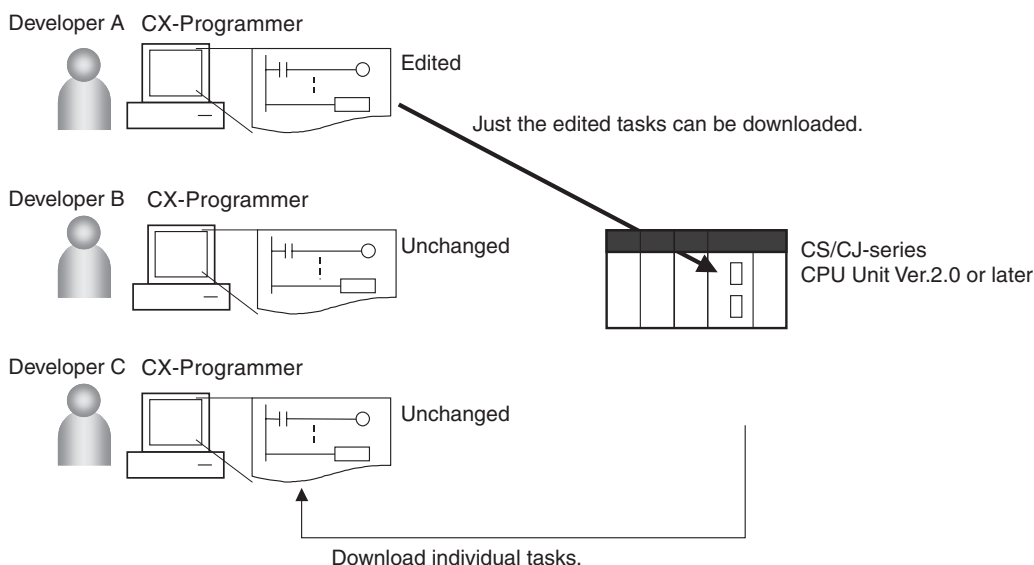 Developer A CX-Programmer
Edited
Just the edited tasks can be downloaded.
Developer B CX-Programmer
Unchanged
CS/CJ-series
CPU Unit Ver.2.0 or later
Developer C CX-Programmer
Unchanged
Download individual tasks.